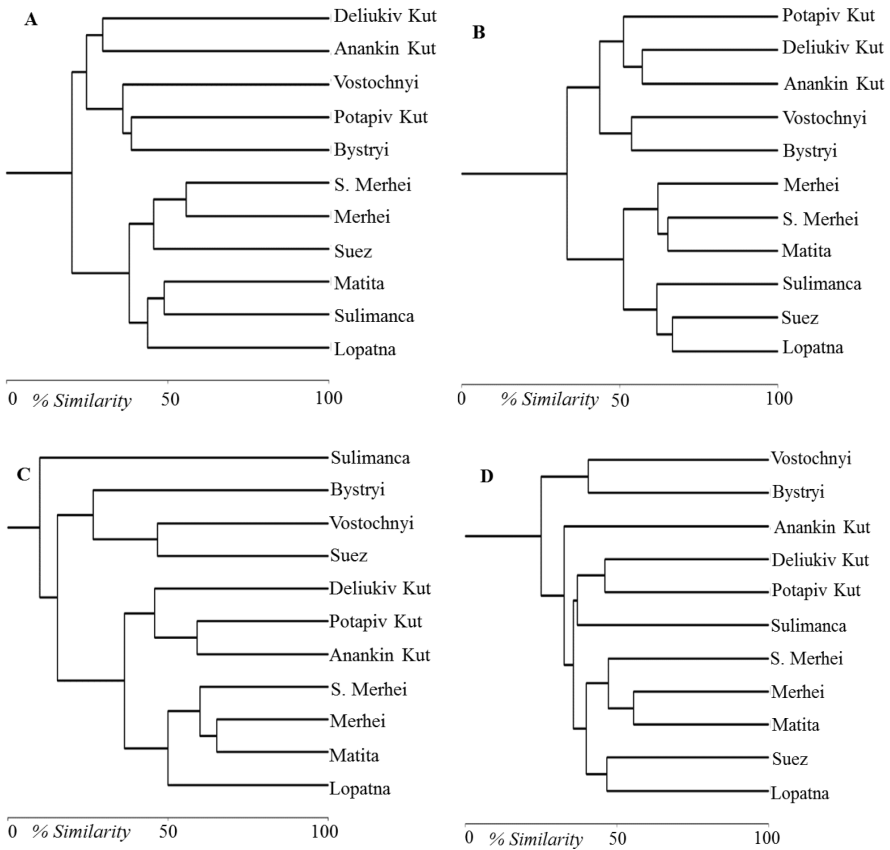 A
Deliukiv Kut
Anankin Kut
Vostochnyi
Potapiv Kut
Bystryi
S. Merhei
Merhei
Suez
Matita
Sulimanca
Lopatna
0 % Similarity 50 100
B
Potapiv Kut
Deliukiv Kut
Anankin Kut
Vostochnyi
Bystryi
Merhei
S. Merhei
Matita
Sulimanca
Suez
Lopatna
0 % Similarity 50 100
C
Sulimanca
Bystryi
Vostochnyi
Suez
Deliukiv Kut
Potapiv Kut
Anankin Kut
S. Merhei
Merhei
Matita
Lopatna
0 % Similarity 50 100
D
Vostochnyi
Bystryi
Anankin Kut
Deliukiv Kut
Potapiv Kut
Sulimanca
S. Merhei
Merhei
Matita
Suez
Lopatna
0 % Similarity 50 100